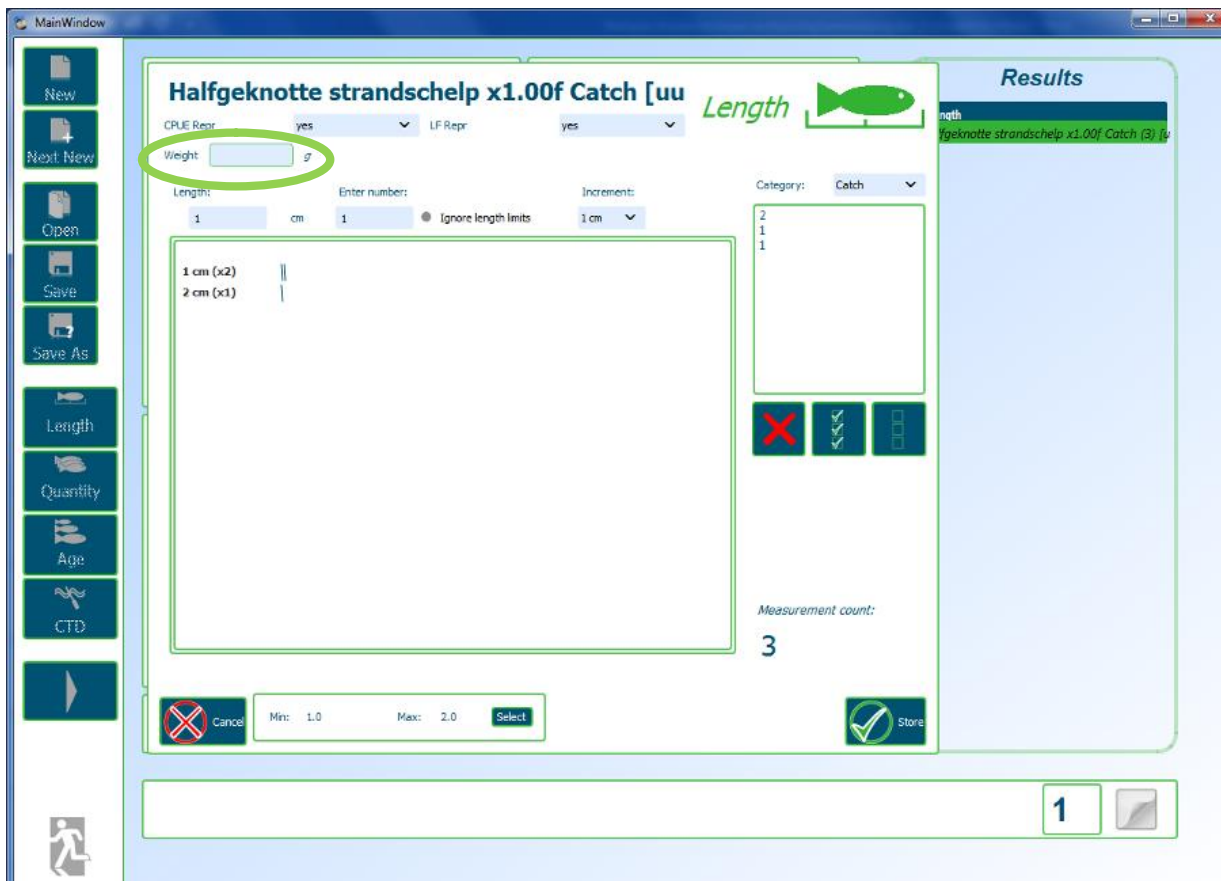 MainWindow
New
Next New
Open
Save
Save As
Length
Quantity
Age
CTD
Halfgeknotte strandschelp x1.00f Catch [uu
Length
CPUE Repr yes LF Repr yes
Weight g
Length: Enter number: Increment:
1 cm 1 Ignore length limits 1 cm
1 cm (x2)
2 cm (x1)
Category: Catch
2
1
1
Measurement count:
3
Cancel
Min: 1.0 Max: 2.0 Select
Store
Results
ngth
fgeknotte strandschelp x1.00f Catch (3) [u
1